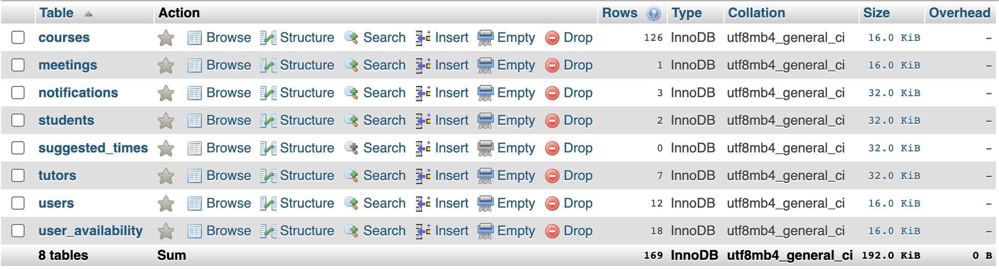 Table Action Rows Type Collation Size Overhead
courses Browse Structure Search Insert Empty Drop 126 InnoDB utf8mb4_general_ci 16.0 KiB –
meetings Browse Structure Search Insert Empty Drop 1 InnoDB utf8mb4_general_ci 16.0 KiB –
notifications Browse Structure Search Insert Empty Drop 3 InnoDB utf8mb4_general_ci 32.0 KiB –
students Browse Structure Search Insert Empty Drop 2 InnoDB utf8mb4_general_ci 32.0 KiB –
suggested_times Browse Structure Search Insert Empty Drop 0 InnoDB utf8mb4_general_ci 32.0 KiB –
tutors Browse Structure Search Insert Empty Drop 7 InnoDB utf8mb4_general_ci 32.0 KiB –
users Browse Structure Search Insert Empty Drop 12 InnoDB utf8mb4_general_ci 16.0 KiB –
user_availability Browse Structure Search Insert Empty Drop 18 InnoDB utf8mb4_general_ci 16.0 KiB –
8 tables Sum 169 InnoDB utf8mb4_general_ci 192.0 KiB 0 B